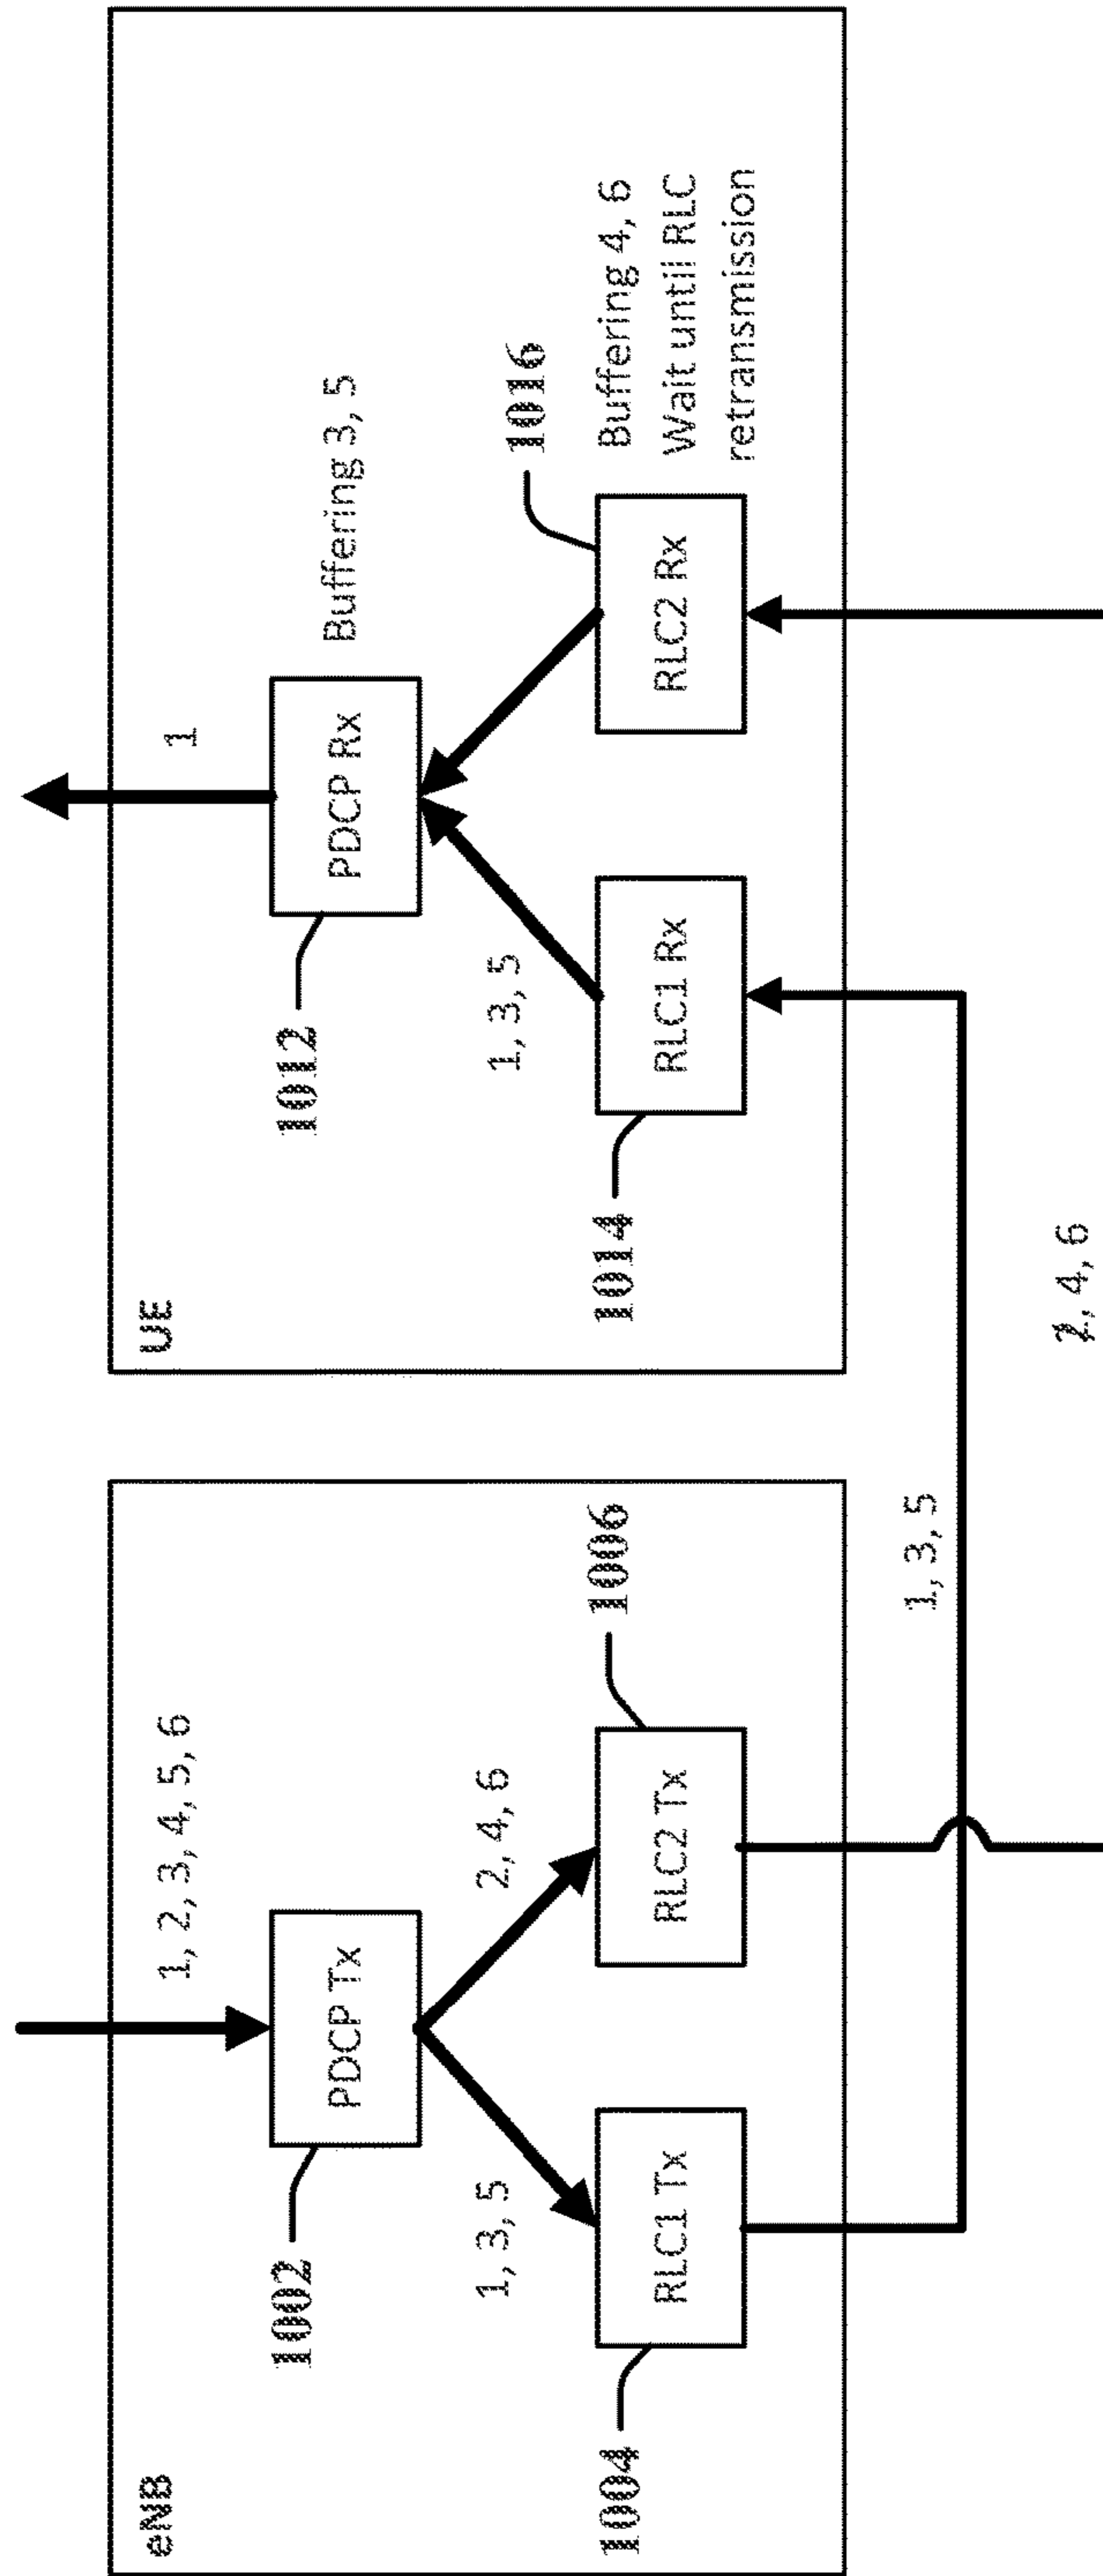 eNB
1, 2, 3, 4, 5, 6
1002
PDCP Tx
1, 3, 5
2, 4, 6
1004
RLC1 Tx
RLC2 Tx
1006
1, 3, 5
2, 4, 6
UE
1
1012
PDCP Rx
Buffering 3, 5
1, 3, 5
1014
RLC1 Rx
RLC2 Rx
1016
Buffering 4, 6
Wait until RLC
retransmission